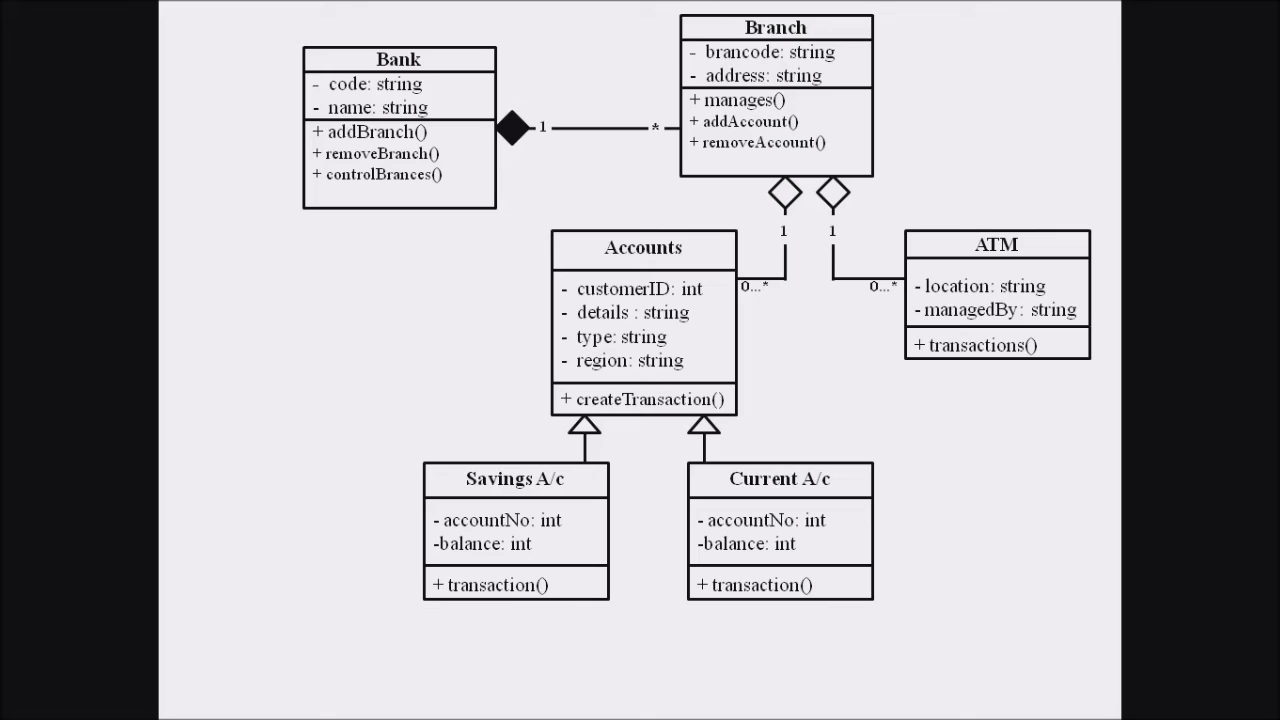 Bank
- code: string
- name: string
+ addBranch()
+ removeBranch()
+ controlBrances()
1
*
Branch
- brancode: string
- address: string
+ manages()
+ addAccount()
+ removeAccount()
1
1
0...*
0...*
Accounts
- customerID: int
- details : string
- type: string
- region: string
+ createTransaction()
ATM
- location: string
- managedBy: string
+ transactions()
Savings A/c
- accountNo: int
-balance: int
+ transaction()
Current A/c
- accountNo: int
-balance: int
+ transaction()